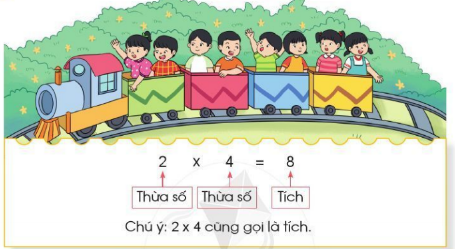 2 x 4 = 8
Thừa số Thừa số Tích
Chú ý: 2 x 4 cũng gọi là tích.